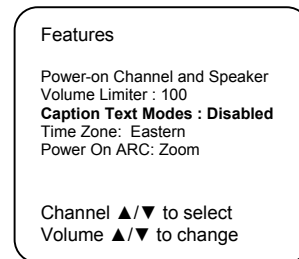 Features
Power-on Channel and Speaker
Volume Limiter : 100
Caption Text Modes : Disabled
Time Zone: Eastern
Power On ARC: Zoom
Channel ▲/▼ to select
Volume ▲/▼ to change